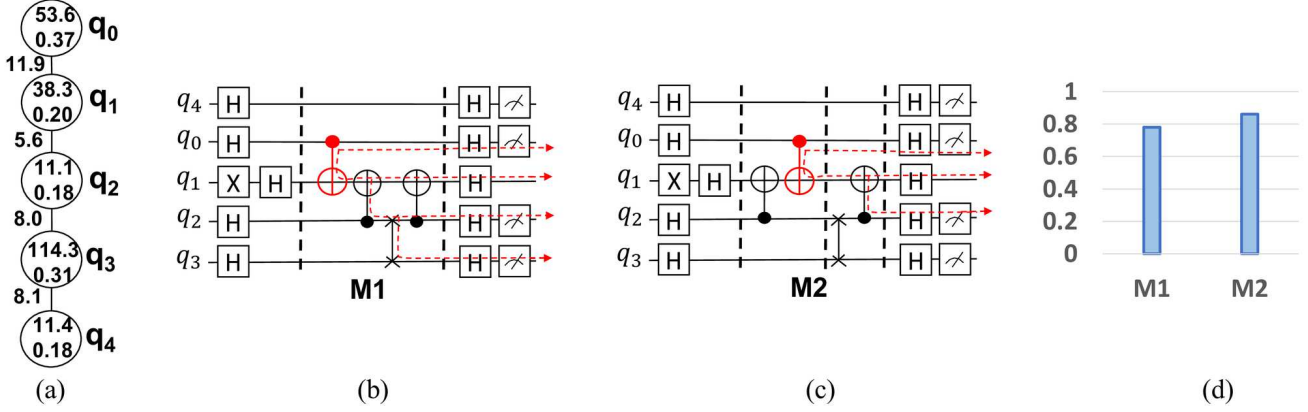 53.6
0.37
q0
11.9
38.3
0.20
q1
5.6
11.1
0.18
q2
8.0
114.3
0.31
q3
8.1
11.4
0.18
q4
(a)
q4 H H
q0 H H
q1 X H H
q2 H H
q3 H H
M1
(b)
q4 H H
q0 H H
q1 X H H
q2 H H
q3 H H
M2
(c)
1
0.8
0.6
0.4
0.2
0
M1 M2
(d)